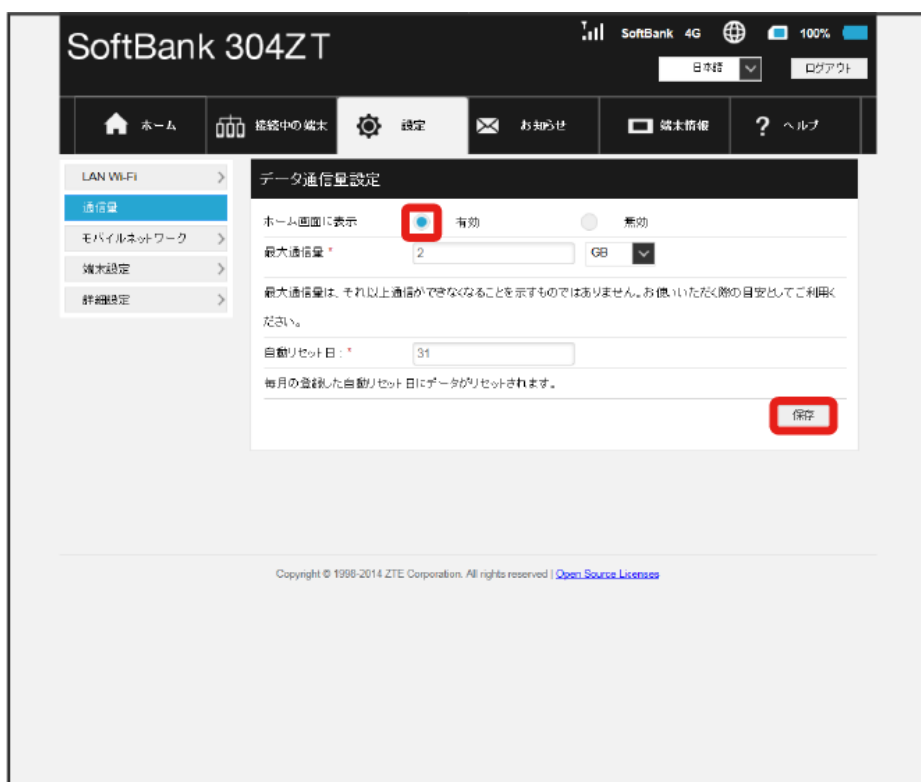 SoftBank 304ZT
SoftBank 4G 100%
日本語 ログアウト
ホーム 接続中の端末 設定 お知らせ 端末情報 ? ヘルプ
LAN Wi-Fi
通信量
モバイルネットワーク
端末設定
詳細設定
データ通信量設定
ホーム画面に表示 有効 無効
最大通信量 * 2 GB
最大通信量は、それ以上通信ができなくなることを示すものではありません。お使いいただく際の目安としてご利用く
ださい。
自動リセット日 : * 31
毎月の登録した自動リセット日にデータがリセットされます。
保存
Copyright © 1998-2014 ZTE Corporation. All rights reserved | Open Source Licenses